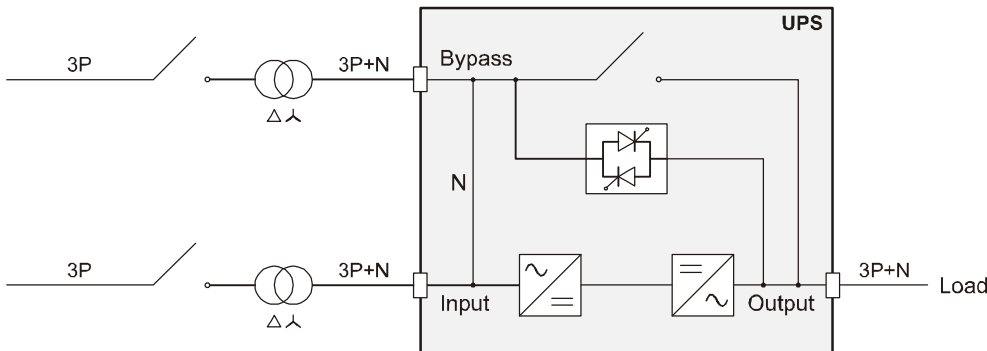 UPS
3P
3P+N
Bypass
N
3P
3P+N
Input
Output
3P+N
Load